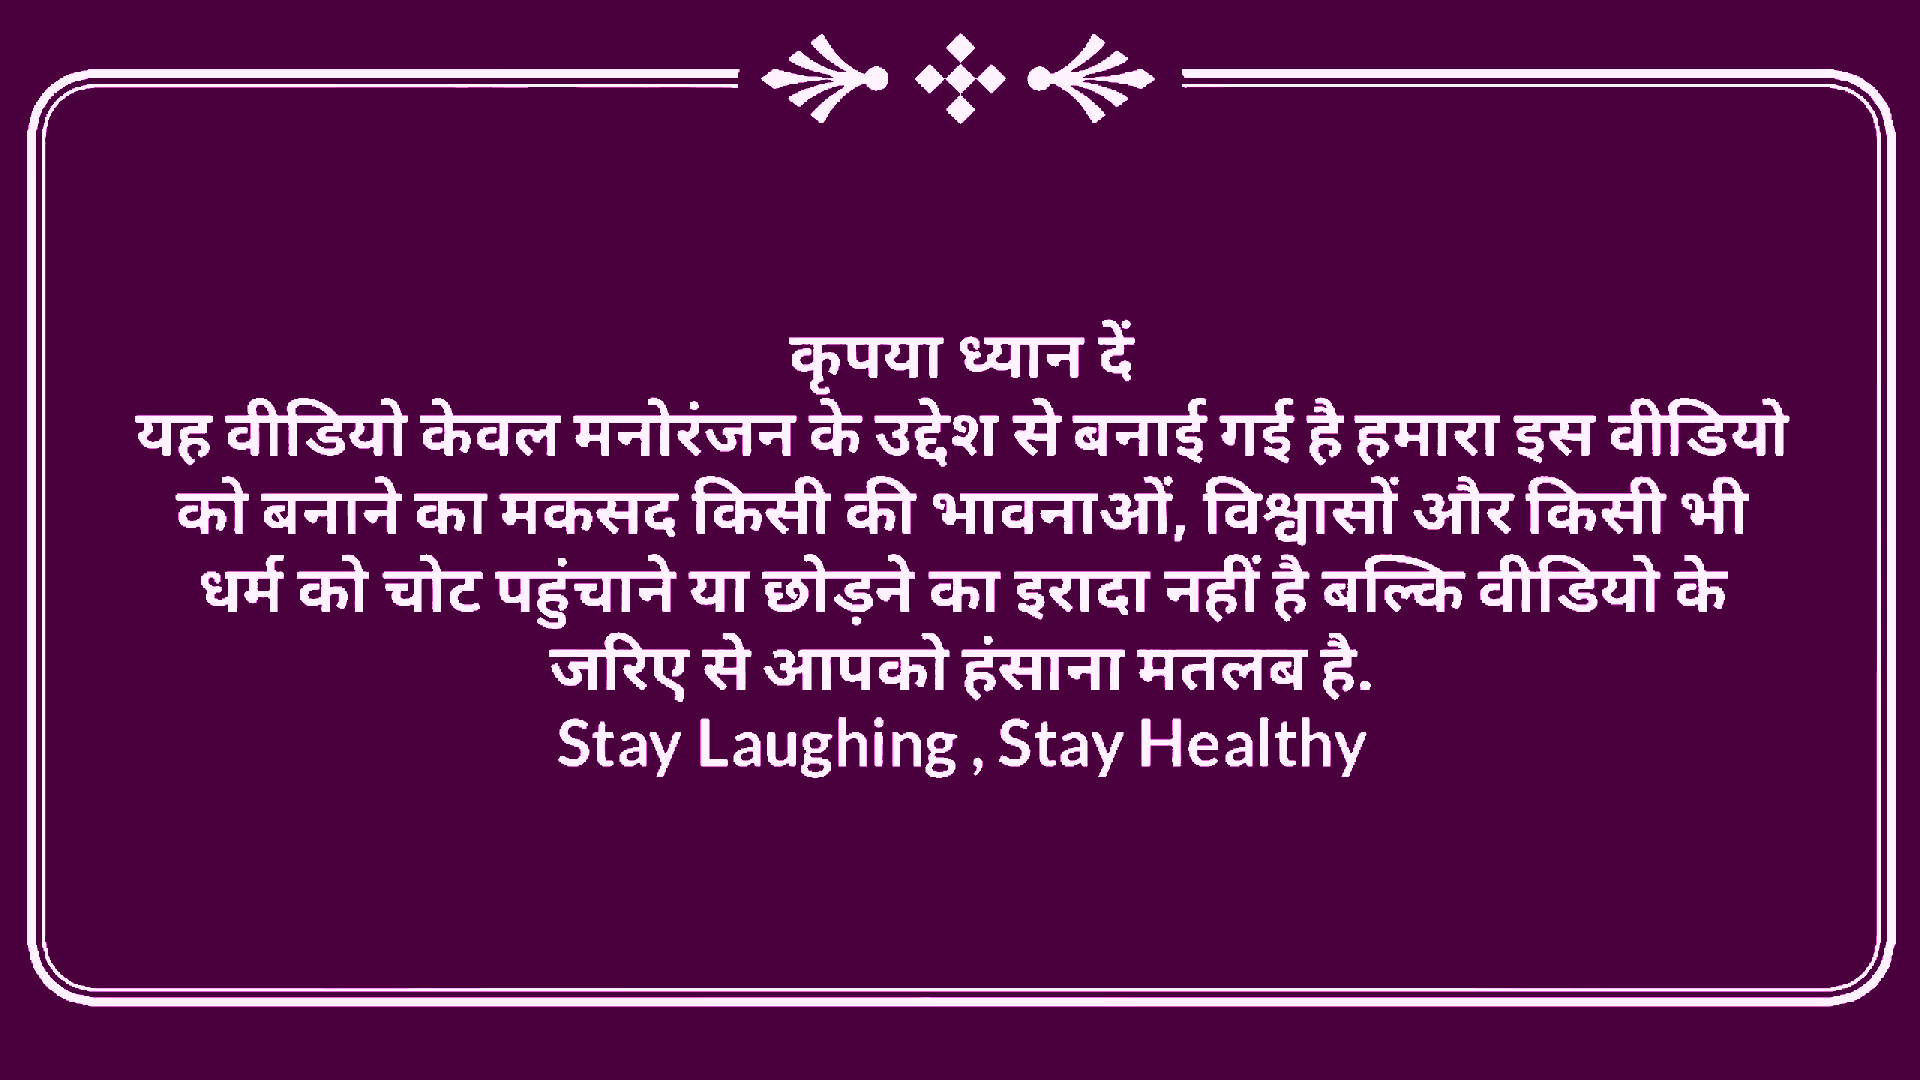 कृपया ध्यान दें
यह वीडियो केवल मनोरंजन के उद्देश से बनाई गई है हमारा इस वीडियो
को बनाने का मकसद किसी की भावनाओं, विश्वासों और किसी भी
धर्म को चोट पहुंचाने या छोड़ने का इरादा नहीं है बल्कि वीडियो के
जरिए से आपको हंसाना मतलब है.
Stay Laughing , Stay Healthy